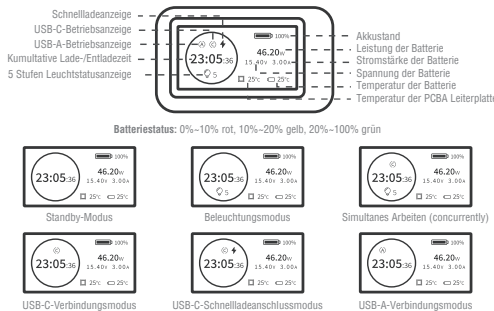 Schnellladeanzeige
USB-C-Betriebsanzeige
USB-A-Betriebsanzeige
Kumultative Lade-/Entladezeit
5 Stufen Leuchtstatusanzeige
A C
23:05:36
5
100%
46.20W
15.40V 3.00A
25°C 25°C
Akkustand
Leistung der Batterie
Stromstärke der Batterie
Spannung der Batterie
Temperatur der Batterie
Temperatur der PCBA Leiterplatte
Batteriestatus: 0%~10% rot, 10%~20% gelb, 20%~100% grün
23:05:36
100%
46.20W
15.40V 3.00A
25°C 25°C
Standby-Modus
23:05:36
5
100%
46.20W
15.40V 3.00A
25°C 25°C
Beleuchtungsmodus
C
23:05:36
5
100%
46.20W
15.40V 3.00A
25°C 25°C
Simultanes Arbeiten (concurrently)
C
23:05:36
100%
46.20W
15.40V 3.00A
25°C 25°C
USB-C-Verbindungsmodus
C
23:05:36
100%
46.20W
15.40V 3.00A
25°C 25°C
USB-C-Schnellladeanschlussmodus
A
23:05:36
100%
46.20W
15.40V 3.00A
25°C 25°C
USB-A-Verbindungsmodus